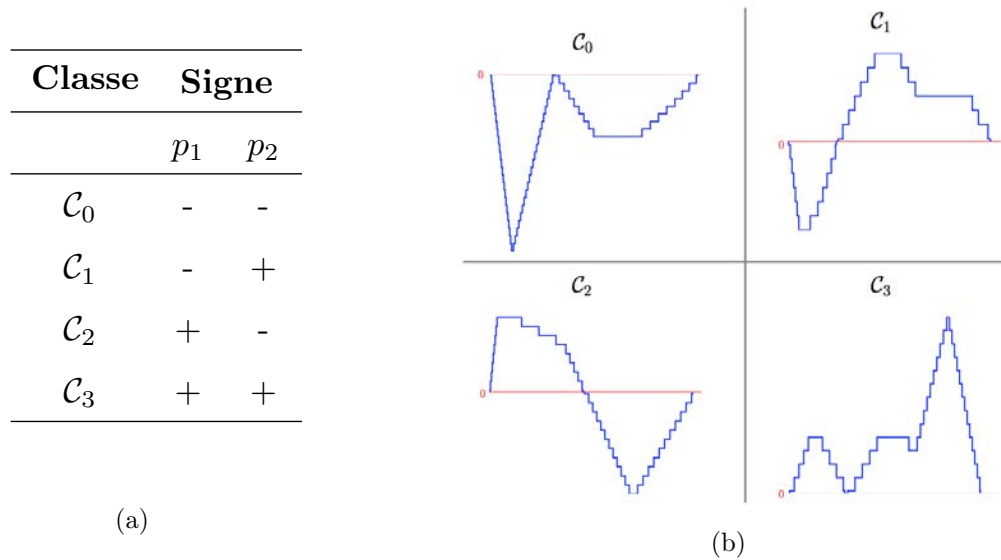 Classe Signe
p₁ p₂
C₀ - -
C₁ - +
C₂ + -
C₃ + +
(a)
C₀
0
C₁
0
C₂
0
C₃
0
(b)